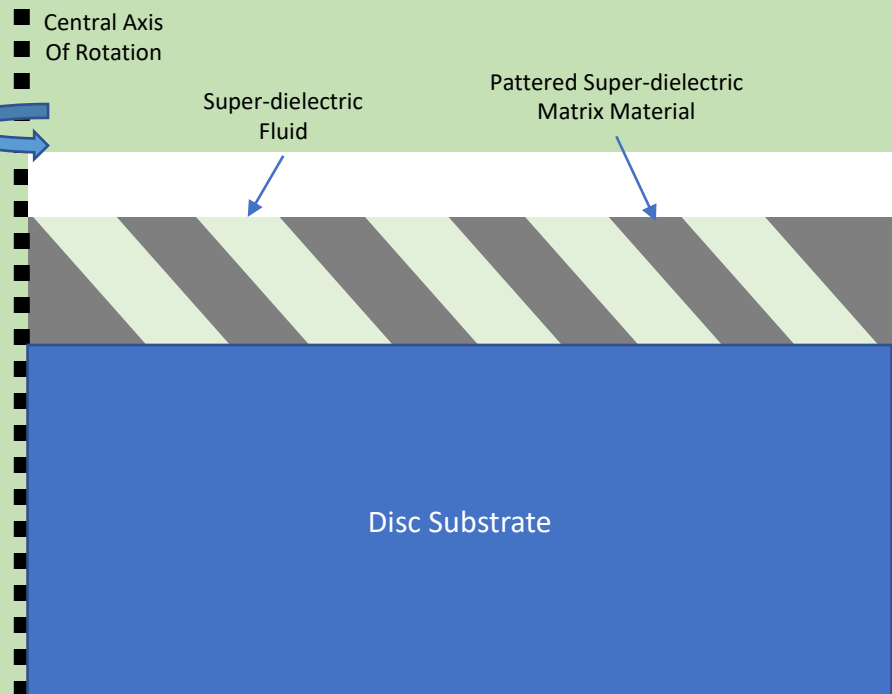 Central Axis
Of Rotation
Super-dielectric
Fluid
Pattered Super-dielectric
Matrix Material
Disc Substrate